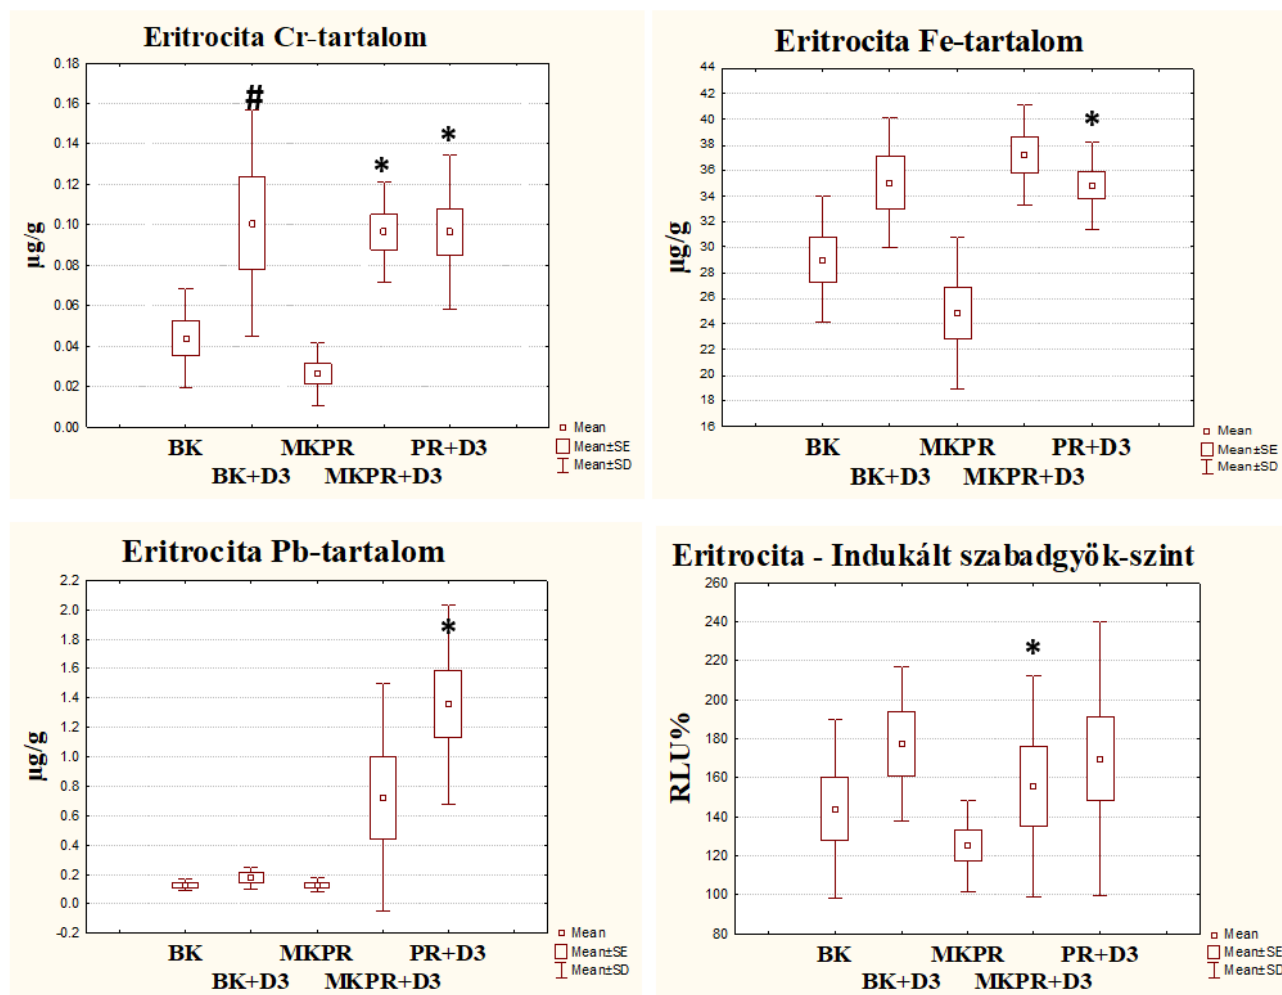 Eritrocita Cr-tartalom
0.18
0.16
0.14
0.12
0.10
0.08
0.06
0.04
0.02
0.00
µg/g
#
*
*
BK
MKPR
PR+D3
BK+D3
MKPR+D3
Mean
Mean±SE
Mean±SD
Eritrocita Fe-tartalom
44
42
40
38
36
34
32
30
28
26
24
22
20
18
16
µg/g
*
BK
MKPR
PR+D3
BK+D3
MKPR+D3
Mean
Mean±SE
Mean±SD
Eritrocita Pb-tartalom
2.2
2.0
1.8
1.6
1.4
1.2
1.0
0.8
0.6
0.4
0.2
0.0
-0.2
µg/g
*
BK
MKPR
PR+D3
BK+D3
MKPR+D3
Mean
Mean±SE
Mean±SD
Eritrocita - Indukált szabadgyök-szint
260
240
220
200
180
160
140
120
100
80
RLU%
*
BK
MKPR
PR+D3
BK+D3
MKPR+D3
Mean
Mean±SE
Mean±SD